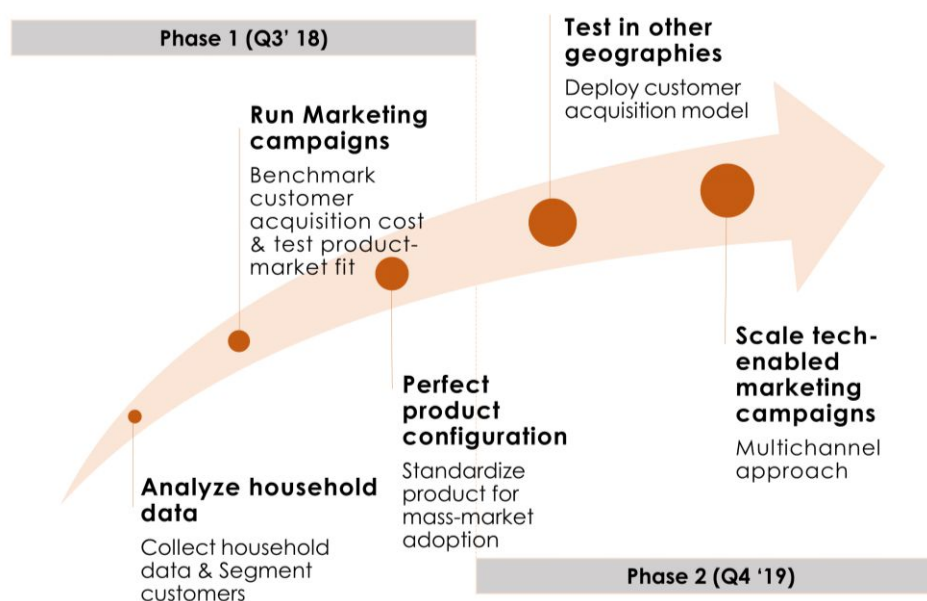 Phase 1 (Q3’ 18)
Analyze household
data
Collect household
data & Segment
customers
Run Marketing
campaigns
Benchmark
customer
acquisition cost
& test product-
market fit
Perfect
product
configuration
Standardize
product for
mass-market
adoption
Test in other
geographies
Deploy customer
acquisition model
Scale tech-
enabled
marketing
campaigns
Multichannel
approach
Phase 2 (Q4 ‘19)